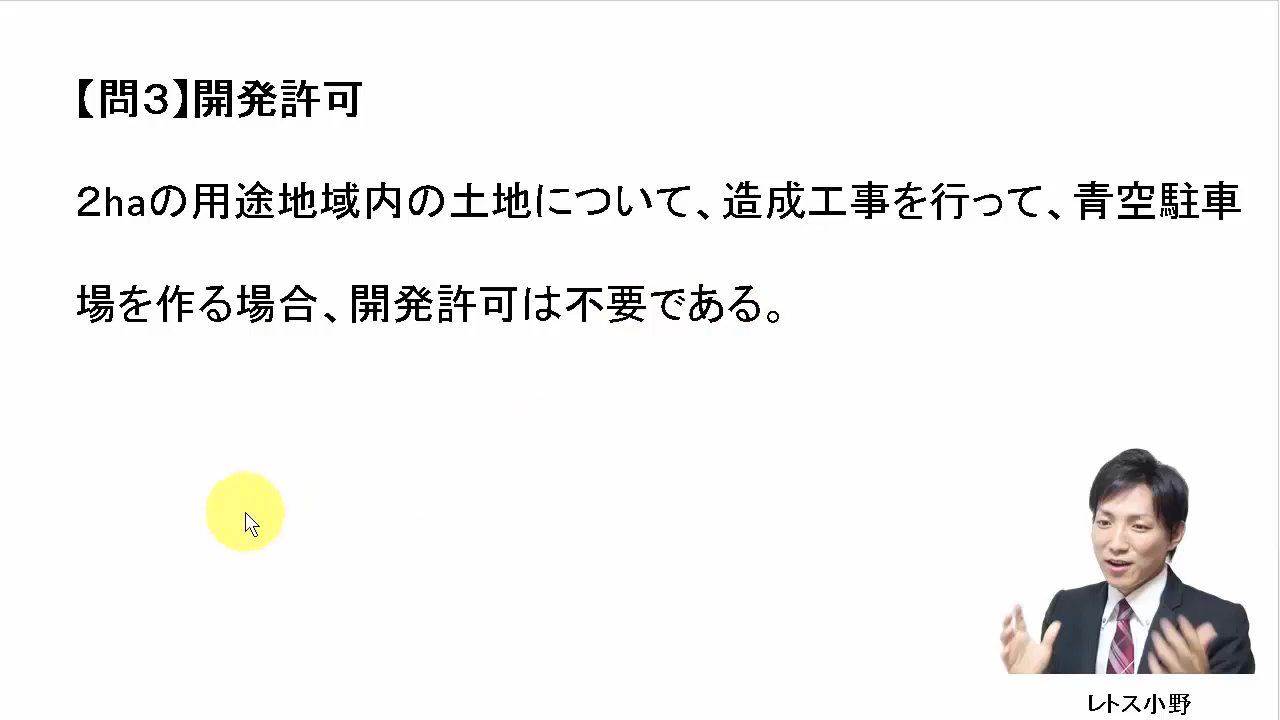 【問３】開発許可
２haの用途地域内の土地について、造成工事を行って、青空駐車
場を作る場合、開発許可は不要である。
レトス小野